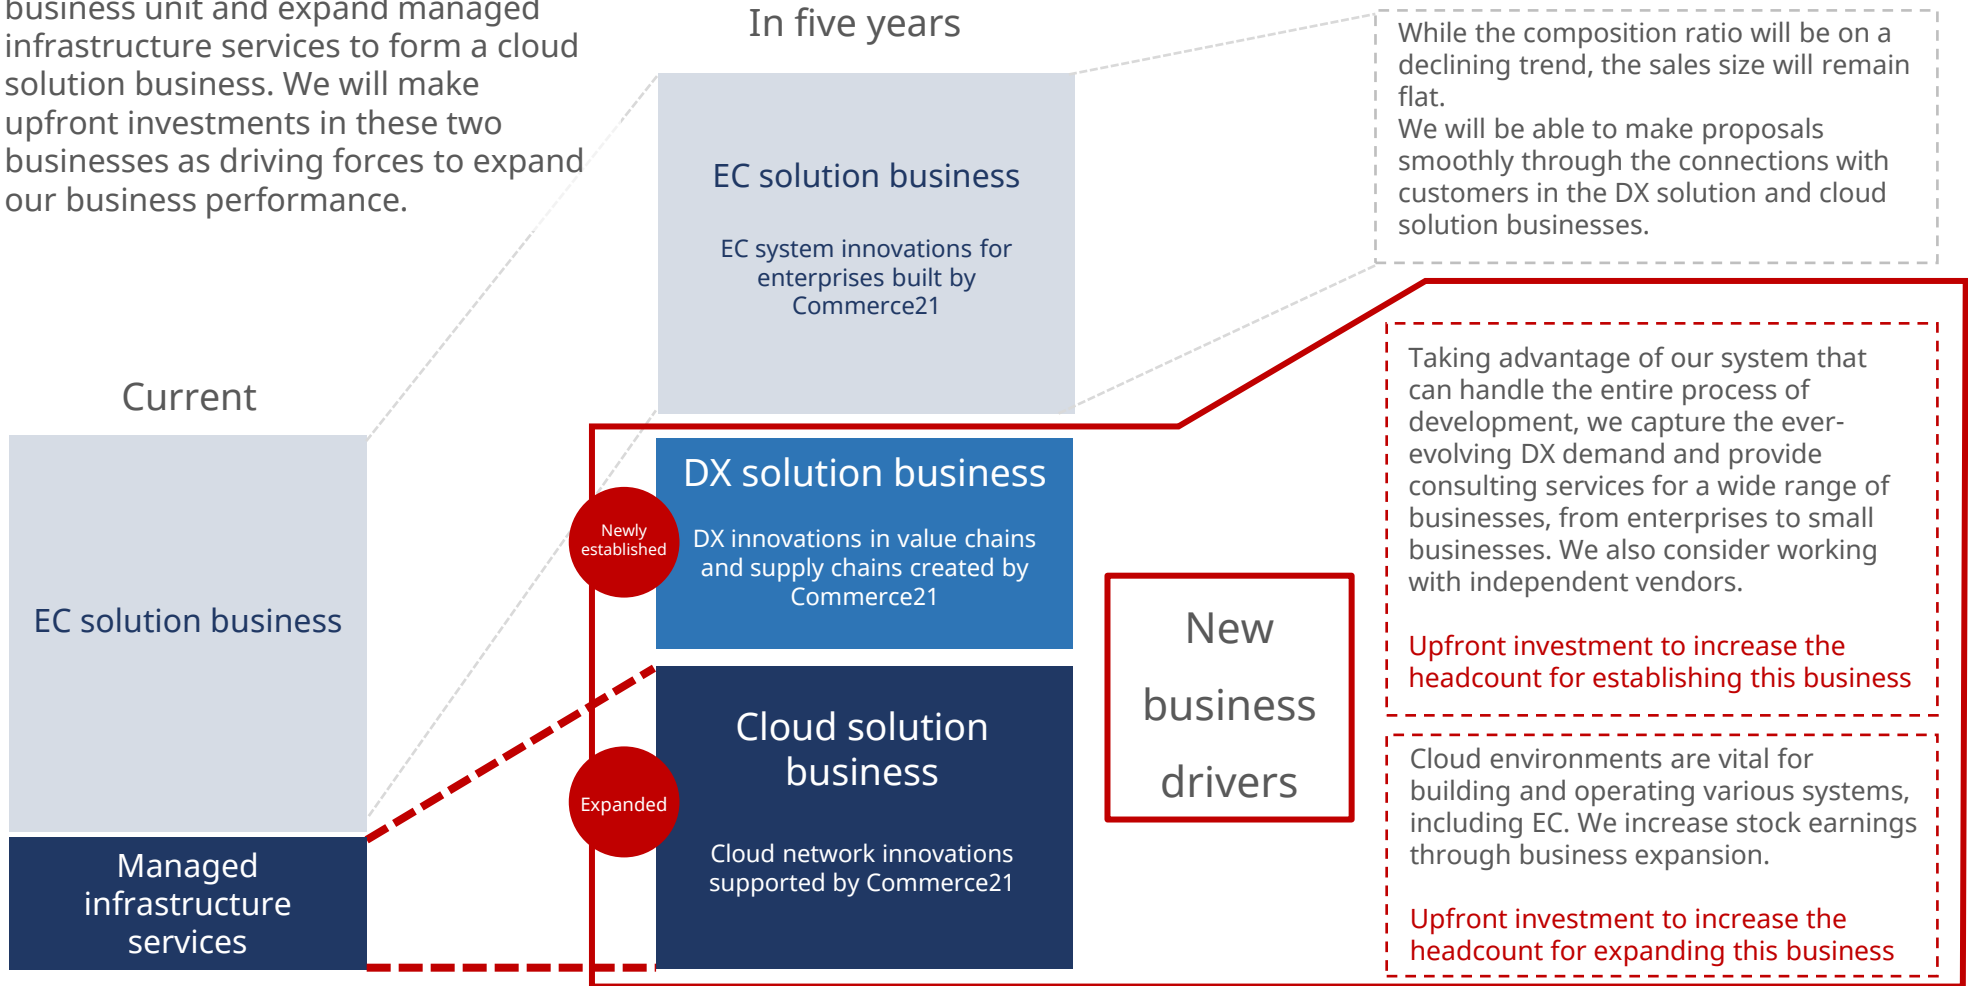 business unit and expand managed
infrastructure services to form a cloud
solution business. We will make
upfront investments in these two
businesses as driving forces to expand
our business performance.
Current
EC solution business
Managed
infrastructure
services
In five years
EC solution business
EC system innovations for
enterprises built by
Commerce21
Newly
established
DX solution business
DX innovations in value chains
and supply chains created by
Commerce21
Expanded
Cloud solution
business
Cloud network innovations
supported by Commerce21
New
business
drivers
While the composition ratio will be on a
declining trend, the sales size will remain
flat.
We will be able to make proposals
smoothly through the connections with
customers in the DX solution and cloud
solution businesses.
Taking advantage of our system that
can handle the entire process of
development, we capture the ever-
evolving DX demand and provide
consulting services for a wide range of
businesses, from enterprises to small
businesses. We also consider working
with independent vendors.
Upfront investment to increase the
headcount for establishing this business
Cloud environments are vital for
building and operating various systems,
including EC. We increase stock earnings
through business expansion.
Upfront investment to increase the
headcount for expanding this business